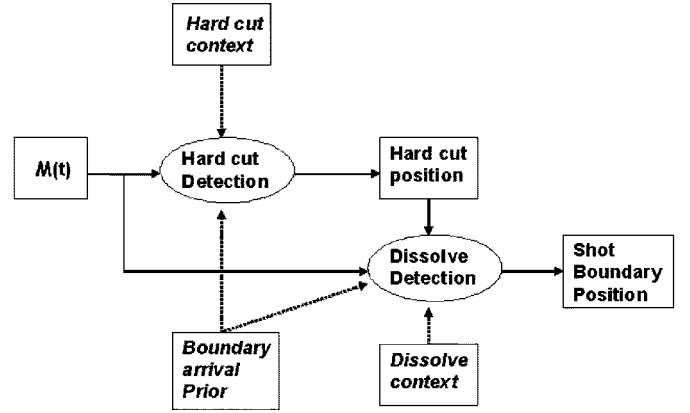 Hard cut
context
M(t)
Hard cut
Detection
Hard cut
position
Dissolve
Detection
Shot
Boundary
Position
Boundary
arrival
Prior
Dissolve
context